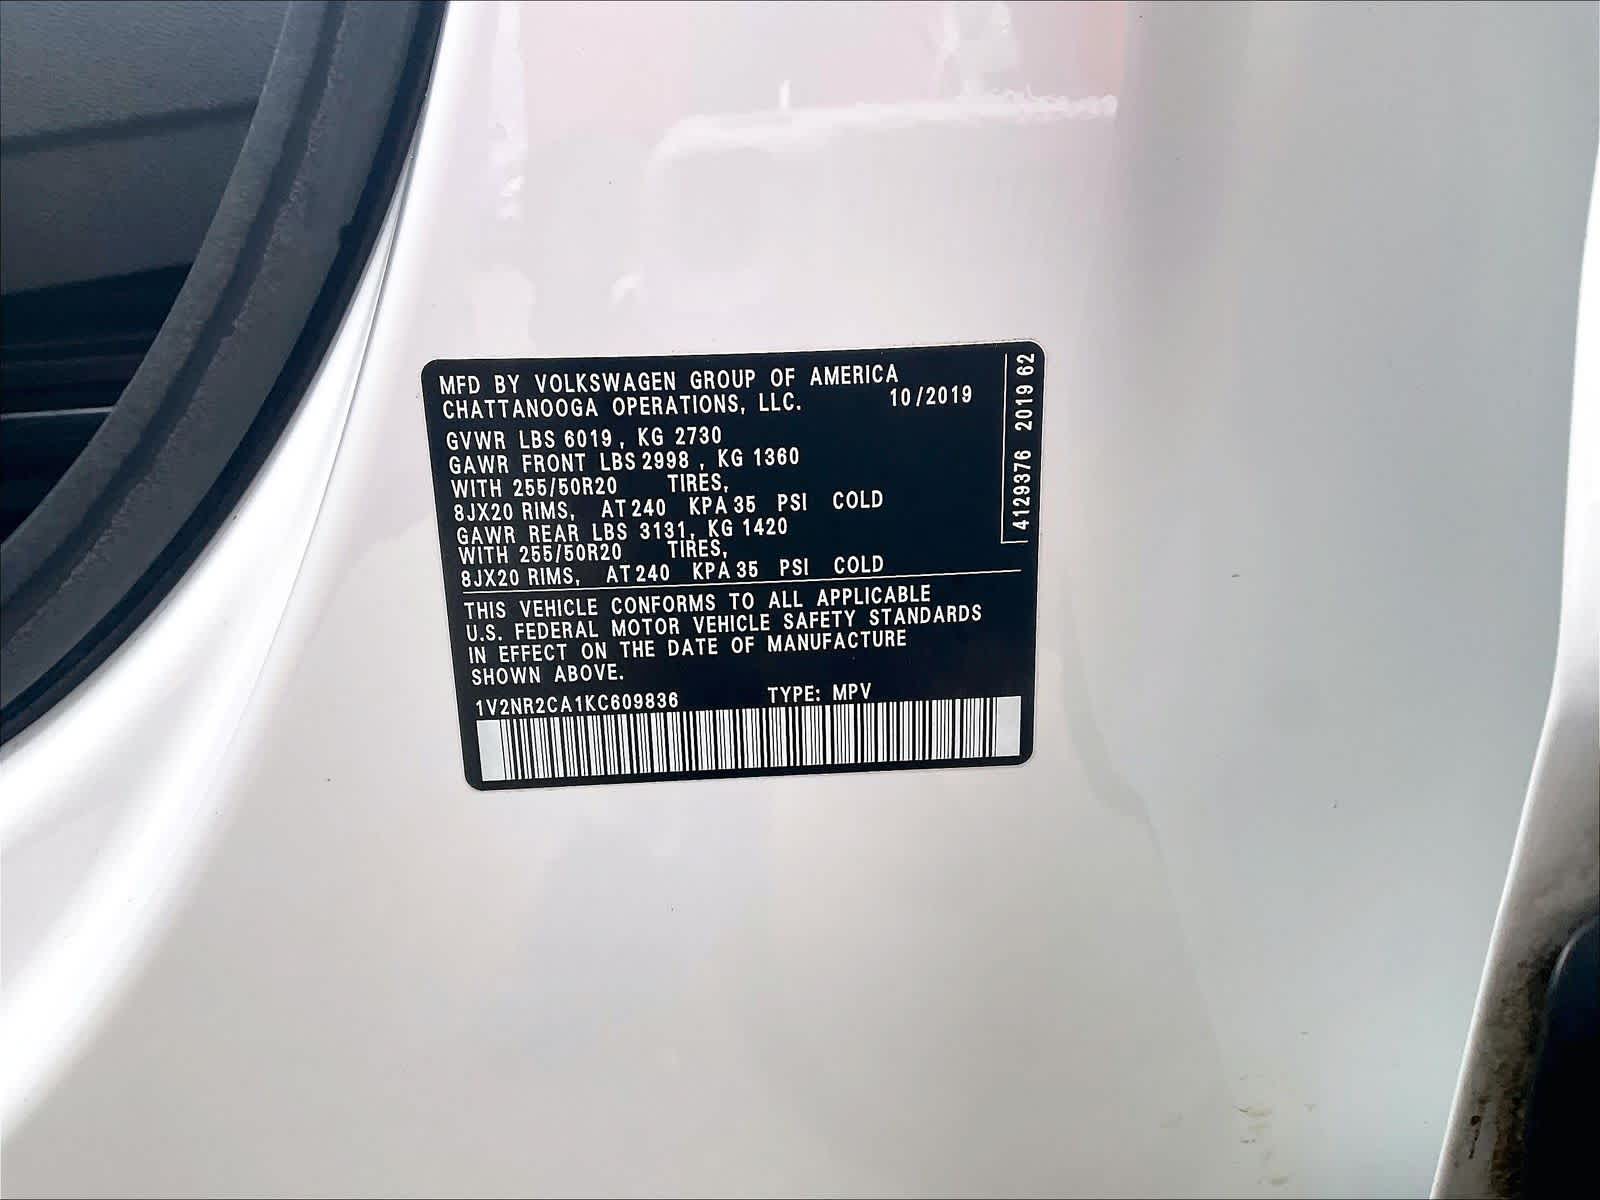 MFD BY VOLKSWAGEN GROUP OF AMERICA
CHATTANOOGA OPERATIONS, LLC. 10/2019
GVWR LBS 6019, KG 2730
GAWR FRONT LBS 2998, KG 1360
WITH 255/50R20 TIRES,
8JX20 RIMS, AT 240 KPA 35 PSI COLD
GAWR REAR LBS 3131, KG 1420
WITH 255/50R20 TIRES,
8JX20 RIMS, AT 240 KPA 35 PSI COLD
THIS VEHICLE CONFORMS TO ALL APPLICABLE
U.S. FEDERAL MOTOR VEHICLE SAFETY STANDARDS
IN EFFECT ON THE DATE OF MANUFACTURE
SHOWN ABOVE.
1V2NR2CA1KC609836 TYPE: MPV
4129376 2019 62